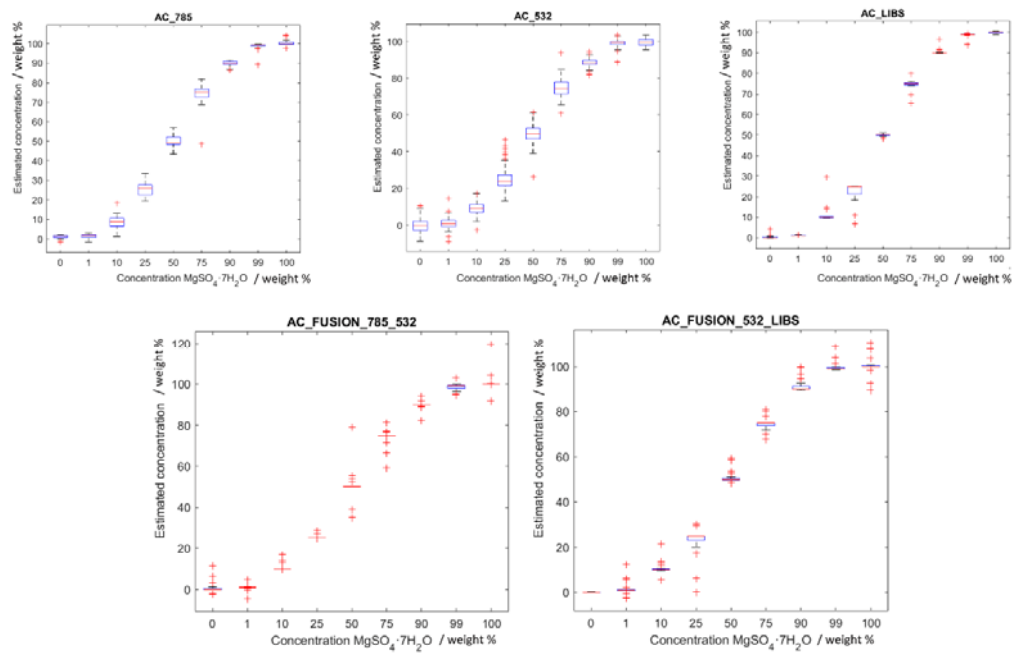 AC_785
Estimated concentration / weight %
100
90
80
70
60
50
40
30
20
10
0
0 1 10 25 50 75 90 99 100
Concentration MgSO₄·7H₂O / weight %
AC_532
Estimated concentration / weight %
100
80
60
40
20
0
0 1 10 25 50 75 90 99 100
Concentration MgSO₄·7H₂O / weight %
AC_LIBS
Estimated concentration / weight %
100
90
80
70
60
50
40
30
20
10
0
0 1 10 25 50 75 90 99 100
Concentration MgSO₄·7H₂O / weight %
AC_FUSION_785_532
Estimated concentration / weight %
120
100
80
60
40
20
0
0 1 10 25 50 75 90 99 100
Concentration MgSO₄·7H₂O / weight %
AC_FUSION_532_LIBS
Estimated concentration / weight %
100
80
60
40
20
0
0 1 10 25 50 75 90 99 100
Concentration MgSO₄·7H₂O / weight %